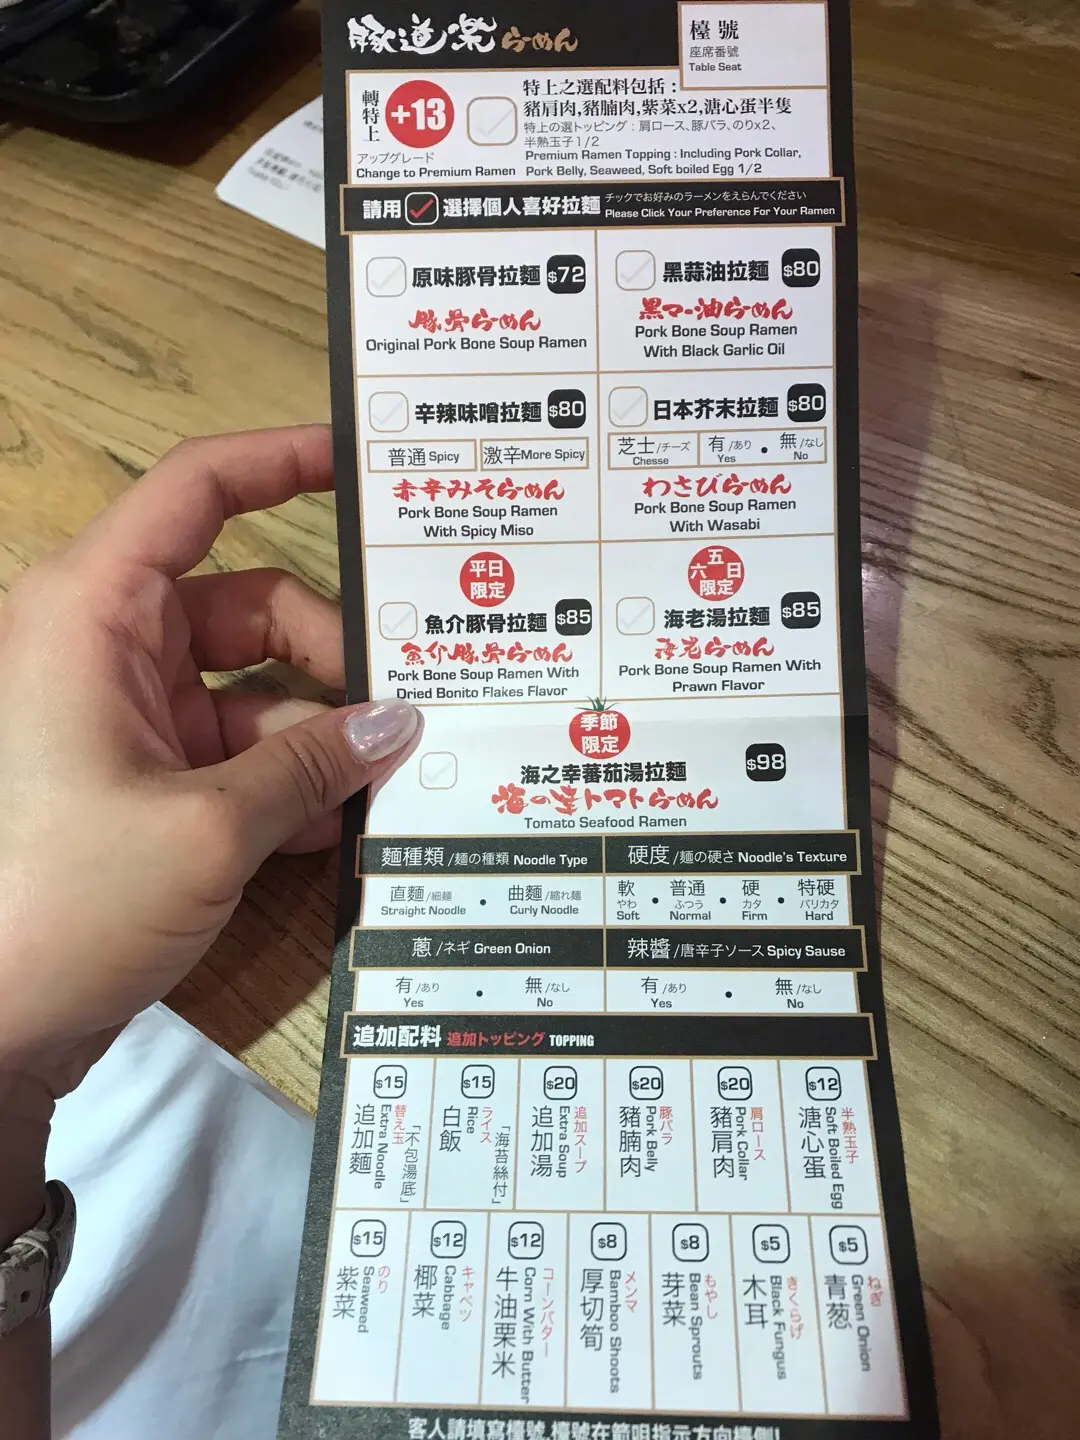 豚道楽らーめん
檯號
座席番號
Table Seat
轉特上
+13
アップグレード
Change to Premium Ramen
特上之選配料包括：
豬肩肉,豬腩肉,紫菜x2,溏心蛋半隻
特上の選トッピング：肩ロース、豚バラ、のりx2、
半熟玉子1/2
Premium Ramen Topping : Including Pork Collar,
Pork Belly, Seaweed, Soft boiled Egg 1/2
請用 選擇個人喜好拉麵
チックでお好みのラーメンをえらんでください
Please Click Your Preference For Your Ramen
原味豚骨拉麵 $72
豚骨らーめん
Original Pork Bone Soup Ramen
黑蒜油拉麵 $80
黒マー油らーめん
Pork Bone Soup Ramen
With Black Garlic Oil
辛辣味噌拉麵 $80
普通 Spicy 激辛 More Spicy
赤辛みそらーめん
Pork Bone Soup Ramen
With Spicy Miso
日本芥末拉麵 $80
芝士/チーズ 有/あり • 無/なし
Chesse Yes No
わさびらーめん
Pork Bone Soup Ramen
With Wasabi
平日
限定
魚介豚骨拉麵 $85
魚介豚骨らーめん
Pork Bone Soup Ramen With
Dried Bonito Flakes Flavor
五
六 日
限定
海老湯拉麵 $85
海老らーめん
Pork Bone Soup Ramen With
Prawn Flavor
季節
限定
海之幸蕃茄湯拉麵 $98
海の幸トマトらーめん
Tomato Seafood Ramen
麵種類/麺の種類 Noodle Type
硬度/麺の硬さ Noodle's Texture
直麵/細麺 • 曲麵/縮れ麺
Straight Noodle Curly Noodle
軟 • 普通 • 硬 • 特硬
やわ ふつう カタ バリカタ
Soft Normal Firm Hard
蔥/ネギ Green Onion
辣醬/唐辛子ソース Spicy Sause
有/あり • 無/なし
Yes No
有/あり • 無/なし
Yes No
追加配料 追加トッピング TOPPING
$15
追加麵
Extra Noodle
替え玉
「不包湯底」
$15
白飯
Rice
ライス
「海苔絲付」
$20
追加湯
Extra Soup
追加スープ
$20
豬腩肉
Pork Belly
豚バラ
$20
豬肩肉
Pork Collar
肩ロース
$12
溏心蛋
Soft Boiled Egg
半熟玉子
$15
紫菜
Seaweed
のり
$12
椰菜
Cabbage
キャベツ
$12
牛油栗米
Corn With Butter
コーンバター
$8
厚切筍
Bamboo Shoots
メンマ
$8
芽菜
Bean Sprouts
もやし
$5
木耳
Black Fungus
きくらげ
$5
青葱
Green Onion
ねぎ
客人請填寫檯號,檯號在箭咀指示方向檯側!